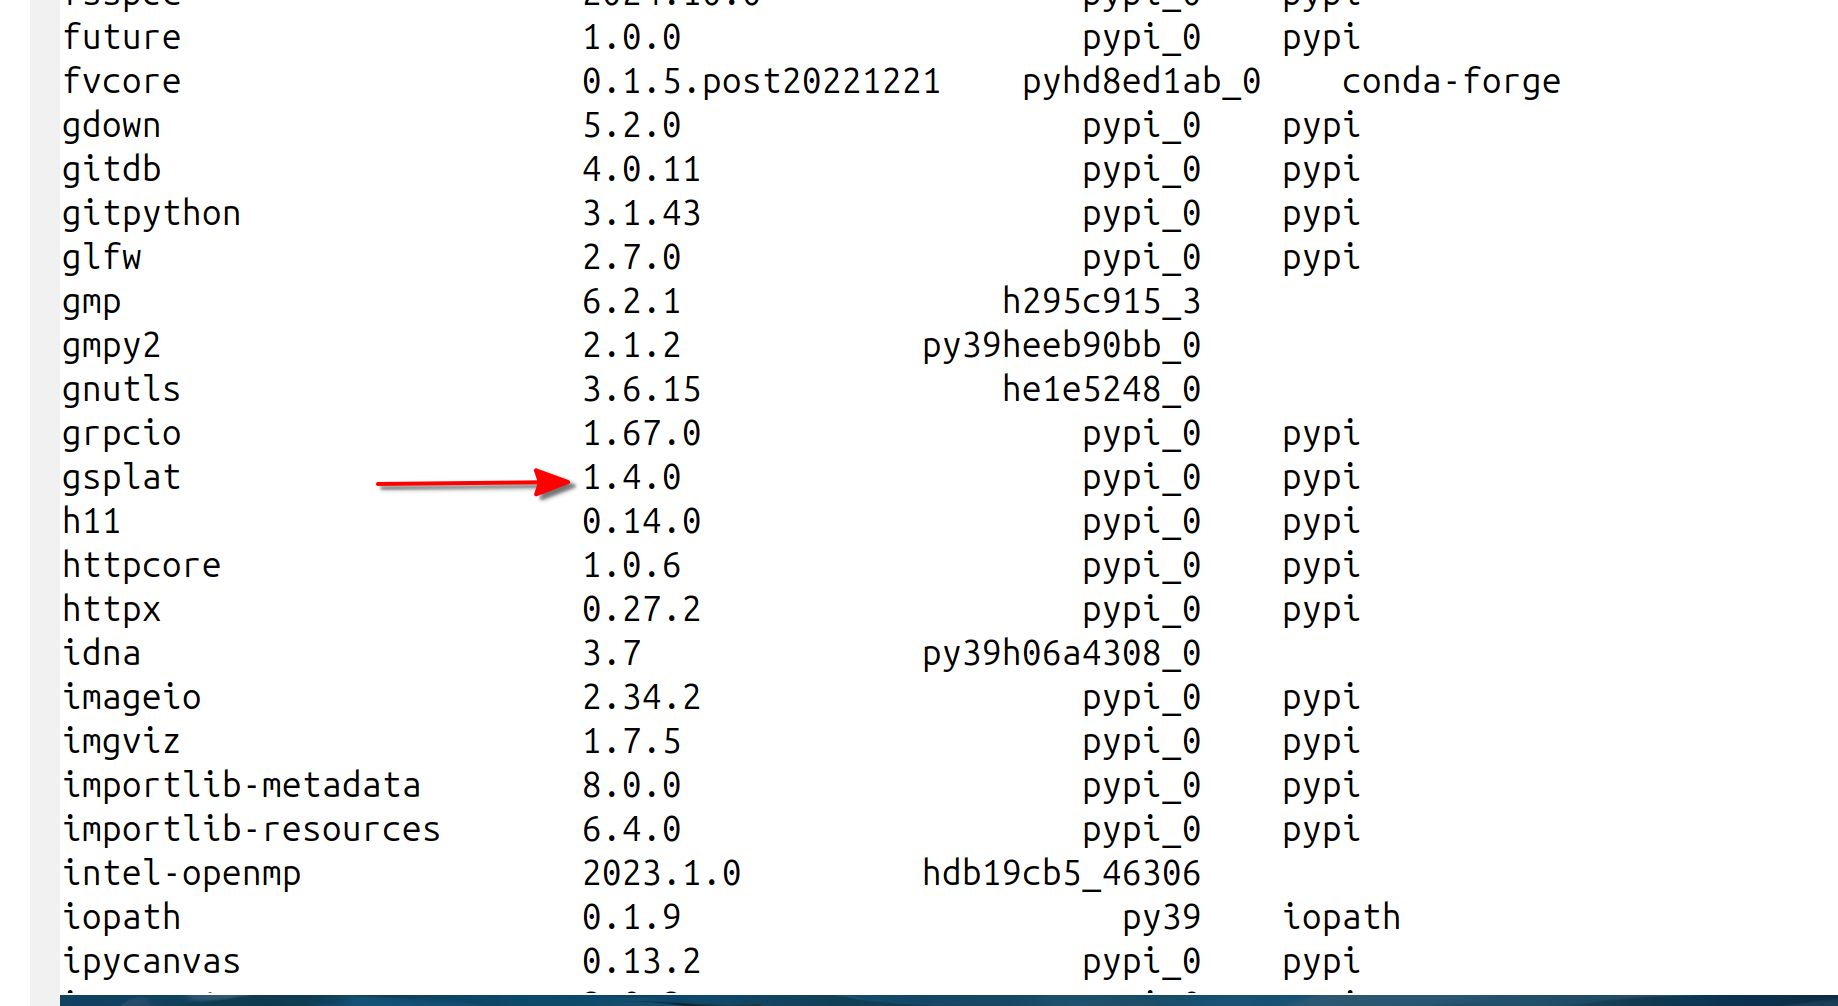 future 1.0.0 pypi_0 pypi
fvcore 0.1.5.post20221221 pyhd8ed1ab_0 conda-forge
gdown 5.2.0 pypi_0 pypi
gitdb 4.0.11 pypi_0 pypi
gitpython 3.1.43 pypi_0 pypi
glfw 2.7.0 pypi_0 pypi
gmp 6.2.1 h295c915_3
gmpy2 2.1.2 py39heeb90bb_0
gnutls 3.6.15 he1e5248_0
grpcio 1.67.0 pypi_0 pypi
gsplat 1.4.0 pypi_0 pypi
h11 0.14.0 pypi_0 pypi
httpcore 1.0.6 pypi_0 pypi
httpx 0.27.2 pypi_0 pypi
idna 3.7 py39h06a4308_0
imageio 2.34.2 pypi_0 pypi
imgviz 1.7.5 pypi_0 pypi
importlib-metadata 8.0.0 pypi_0 pypi
importlib-resources 6.4.0 pypi_0 pypi
intel-openmp 2023.1.0 hdb19cb5_46306
iopath 0.1.9 py39 iopath
ipycanvas 0.13.2 pypi_0 pypi